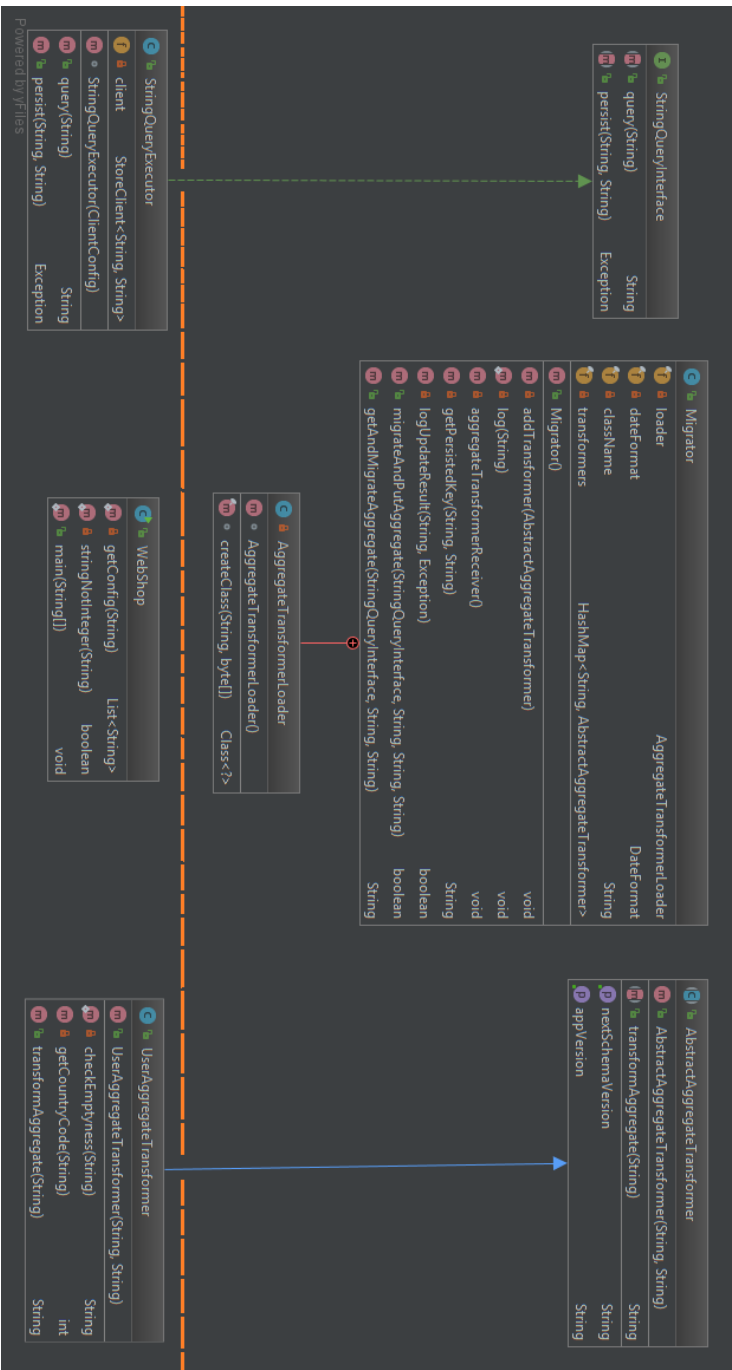 StringQueryInterface
query(String) String
persist(String, String) Exception
Migrator
loader AggregateTransformerLoader
dateFormat DateFormat
className String
transformers HashMap<String, AbstractAggregateTransformer>
Migrator()
addTransformer(AbstractAggregateTransformer) void
log(String) void
aggregateTransformerReceiver() void
getPersistedKey(String, String) String
logUpdateResult(String, Exception) boolean
migrateAndPutAggregate(StringQueryInterface, String, String, String) boolean
getAndMigrateAggregate(StringQueryInterface, String, String) String
AbstractAggregateTransformer
AbstractAggregateTransformer(String, String)
transformAggregate(String) String
nextSchemaVersion String
appVersion String
AggregateTransformerLoader
AggregateTransformerLoader()
createClass(String, byte[]) Class<?>
StringQueryExecutor
client StoreClient<String, String>
StringQueryExecutor(ClientConfig)
query(String) String
persist(String, String) Exception
WebShop
getConfig(String) List<String>
stringNotInteger(String) boolean
main(String[]) void
UserAggregateTransformer
UserAggregateTransformer(String, String)
checkEmptyness(String) String
getCountryCode(String) int
transformAggregate(String) String
Powered by yFiles